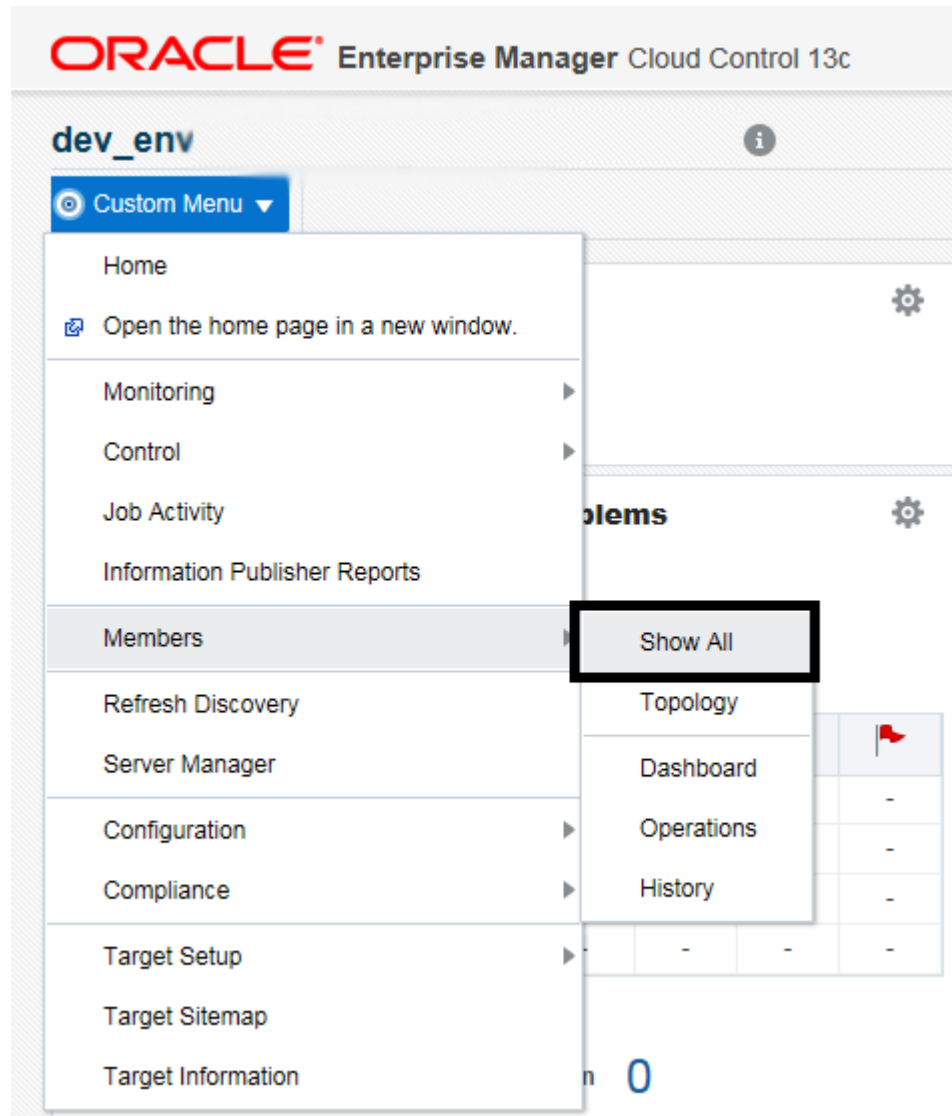 ORACLE Enterprise Manager Cloud Control 13c
dev_env
Custom Menu
Home
Open the home page in a new window.
Monitoring
Control
Job Activity
Information Publisher Reports
Members
Refresh Discovery
Server Manager
Configuration
Compliance
Target Setup
Target Sitemap
Target Information
Show All
Topology
Dashboard
Operations
History
- 
-
-
- - - -
0